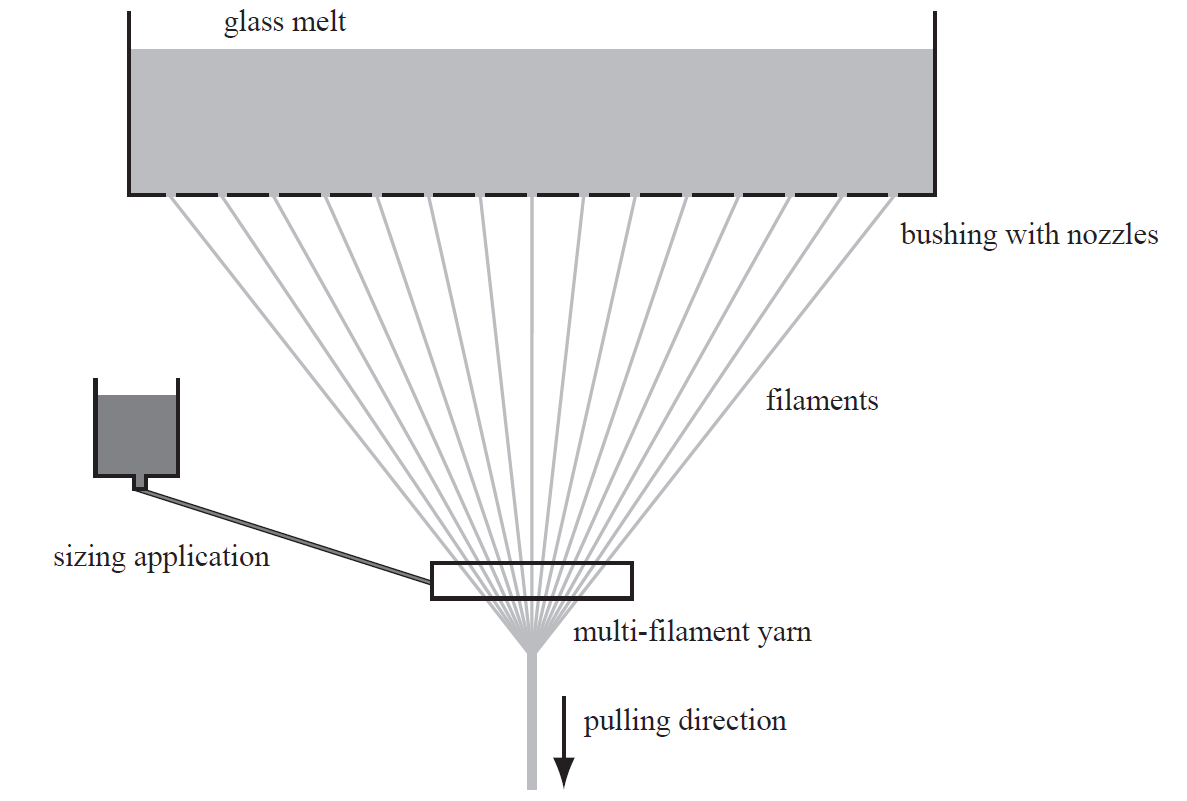 glass melt
bushing with nozzles
filaments
sizing application
multi-filament yarn
pulling direction